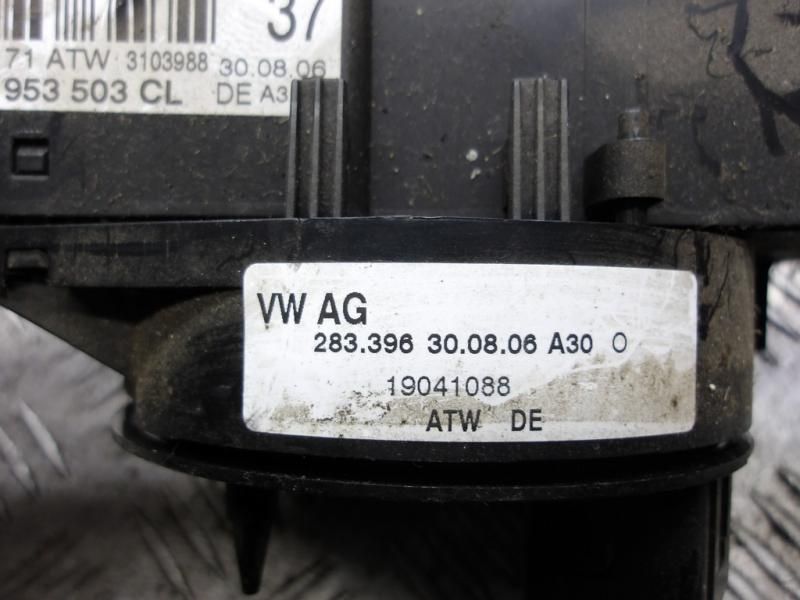 37
71 ATW 3103988 30.08.06
953 503 CL DE A3
VW AG
283.396 30.08.06 A30 O
19041088
ATW DE